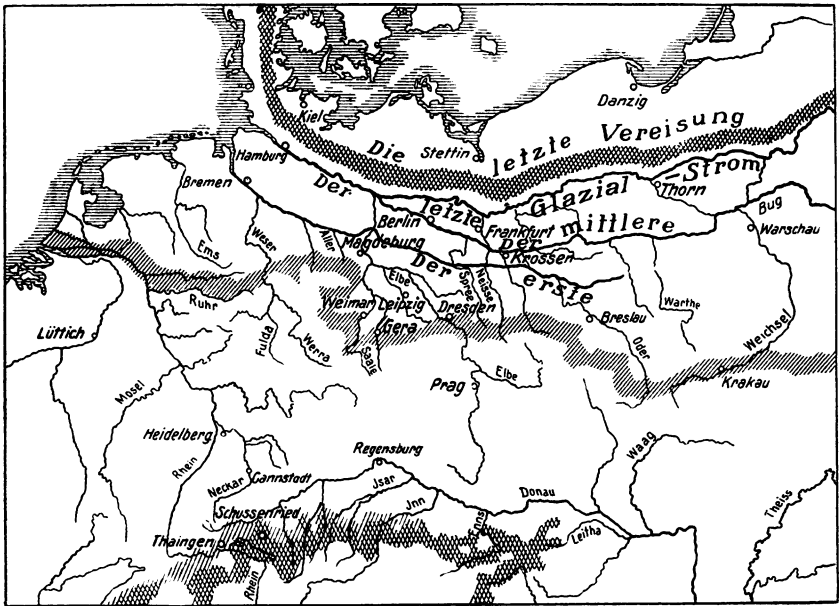 Danzig
Kiel
Die letzte Vereisung
Stettin
Hamburg
Der letzte Glazial-Strom
Thorn
Bremen
Berlin
Frankfurt
Der mittlere
Bug
Warschau
Ems
Weser
Aller
Magdeburg
Krossen
Der erste
Elbe
Spree
Neisse
Ruhr
Weimar
Leipzig
Dresden
Warthe
Breslau
Lüttich
Gera
Fulda
Werra
Saale
Oder
Weichsel
Mosel
Prag
Elbe
Krakau
Heidelberg
Rhein
Regensburg
Waag
Neckar
Cannstadt
Jsar
Donau
Theiss
Schussenried
Jnn
Enns
Leitha
Thaingen
Rhein